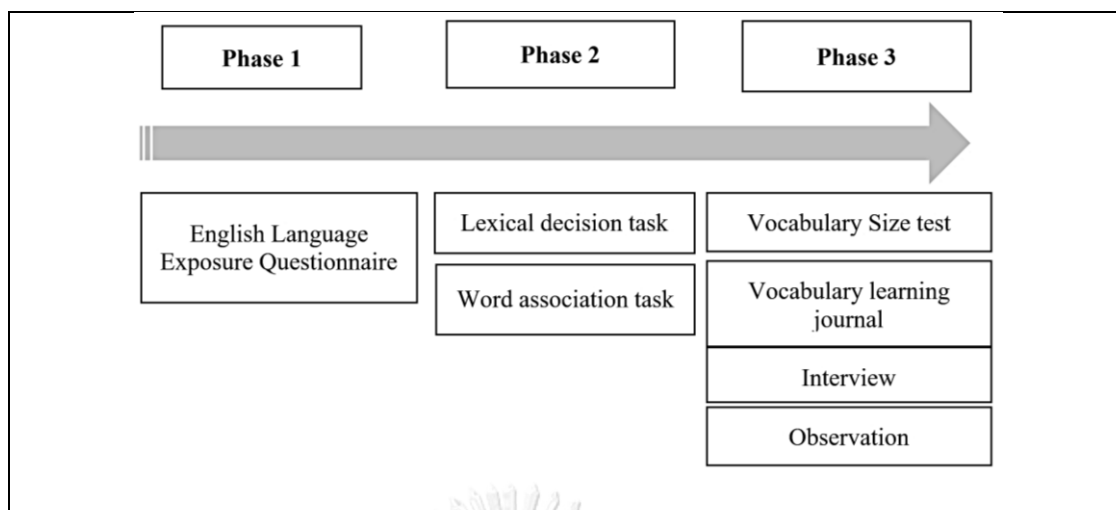 Phase 1
Phase 2
Phase 3
English Language
Exposure Questionnaire
Lexical decision task
Word association task
Vocabulary Size test
Vocabulary learning
journal
Interview
Observation